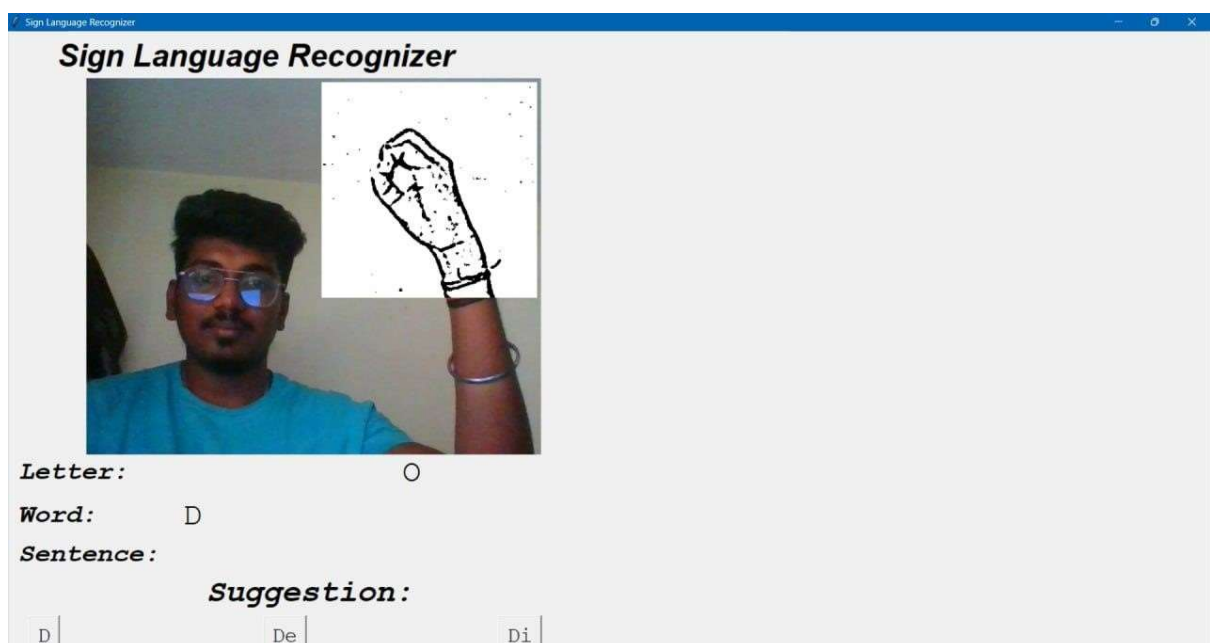 Sign Language Recognizer
Sign Language Recognizer
Letter: O
Word: D
Sentence:
Suggestion:
D De Di